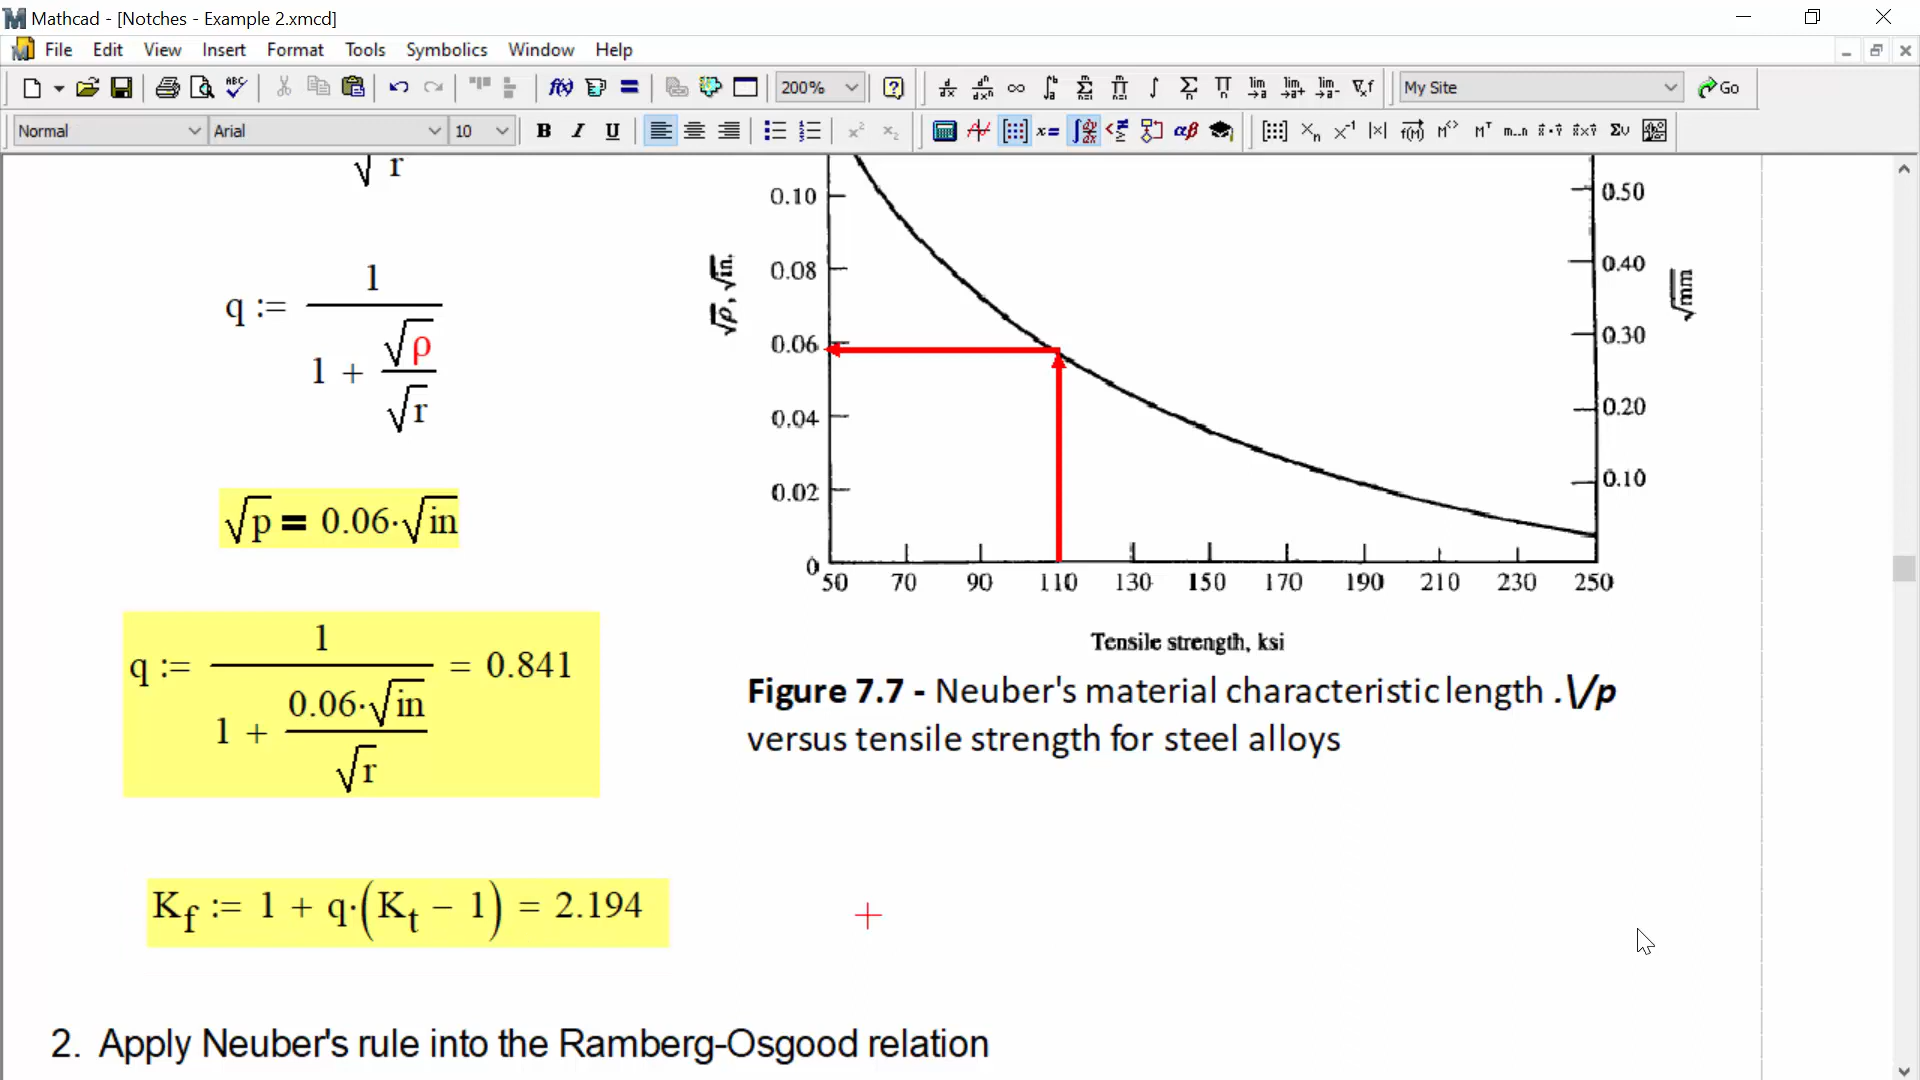 Mathcad - [Notches - Example 2.xmcd]
File Edit View Insert Format Tools Symbolics Window Help
200% My Site Go
Normal Arial 10 B I U
√r
q := 1 / (1 + √ρ / √r)
√p = 0.06·√in
q := 1 / (1 + 0.06·√in / √r) = 0.841
K_f := 1 + q·(K_t − 1) = 2.194
√ρ, √in.
0.10
0.08
0.06
0.04
0.02
0
50 70 90 110 130 150 170 190 210 230 250
0.50
0.40
0.30
0.20
0.10
√mm
Tensile strength, ksi
Figure 7.7 - Neuber's material characteristic length .\/p
versus tensile strength for steel alloys
2. Apply Neuber's rule into the Ramberg-Osgood relation